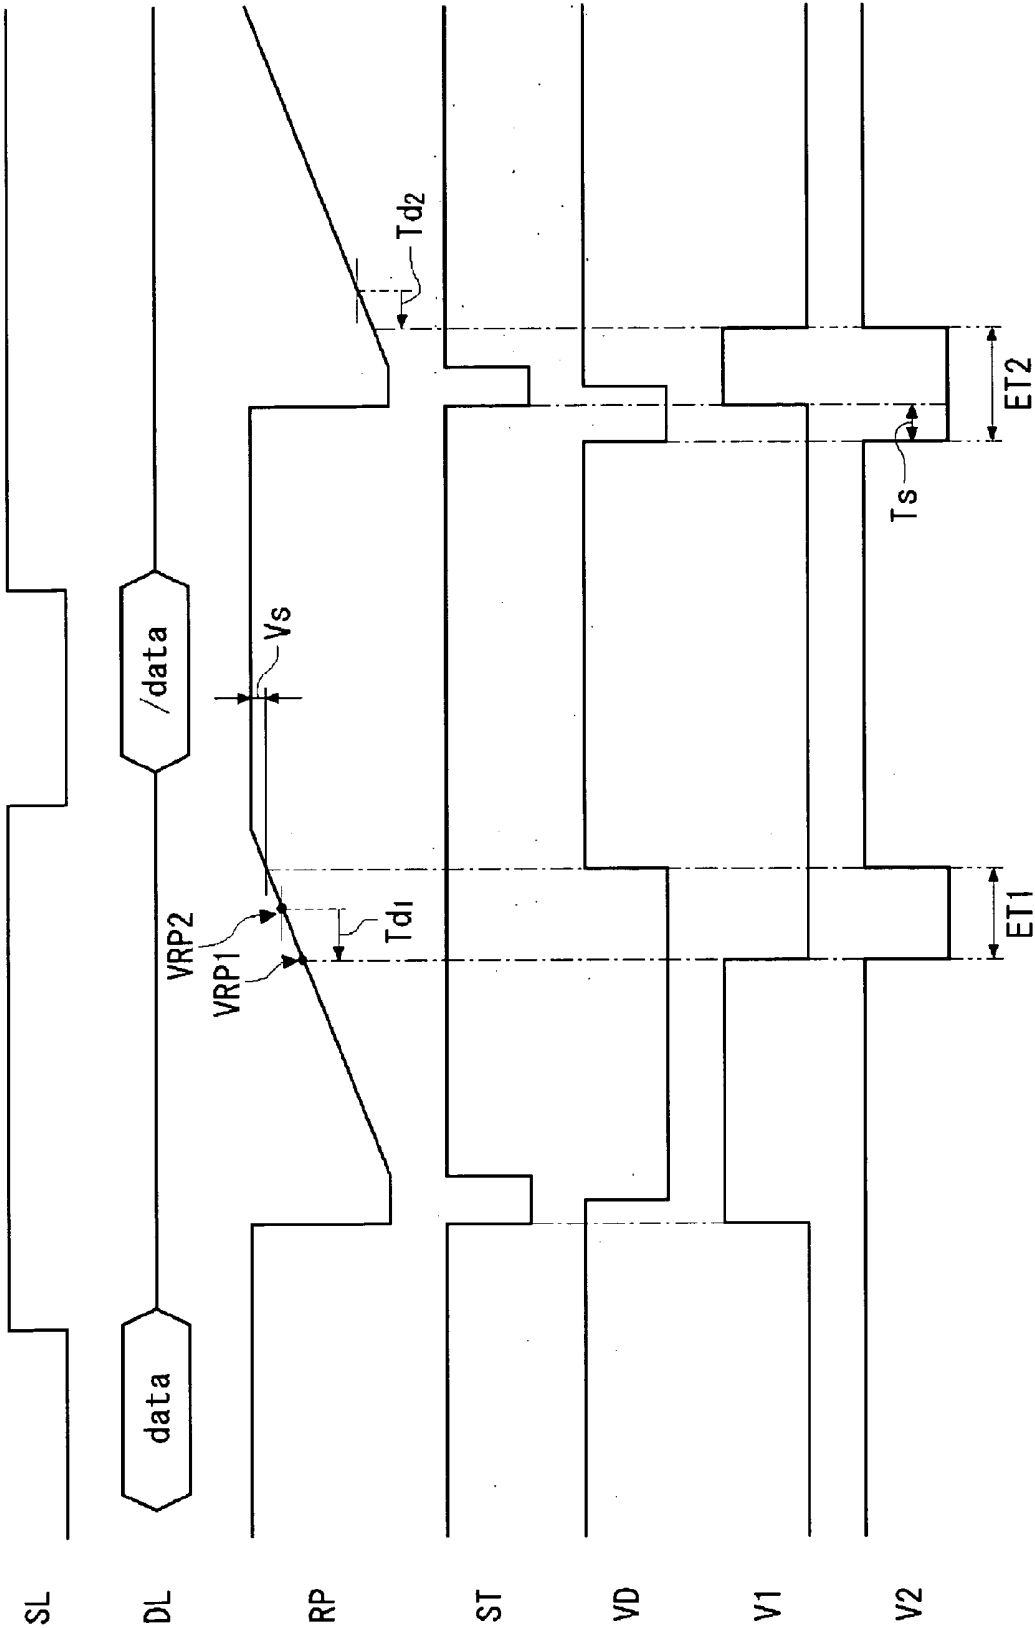 SL
data
/data
DL
VRP2
VRP1
Vs
Td1
Td2
RP
ST
VD
V1
Ts
V2
ET1
ET2